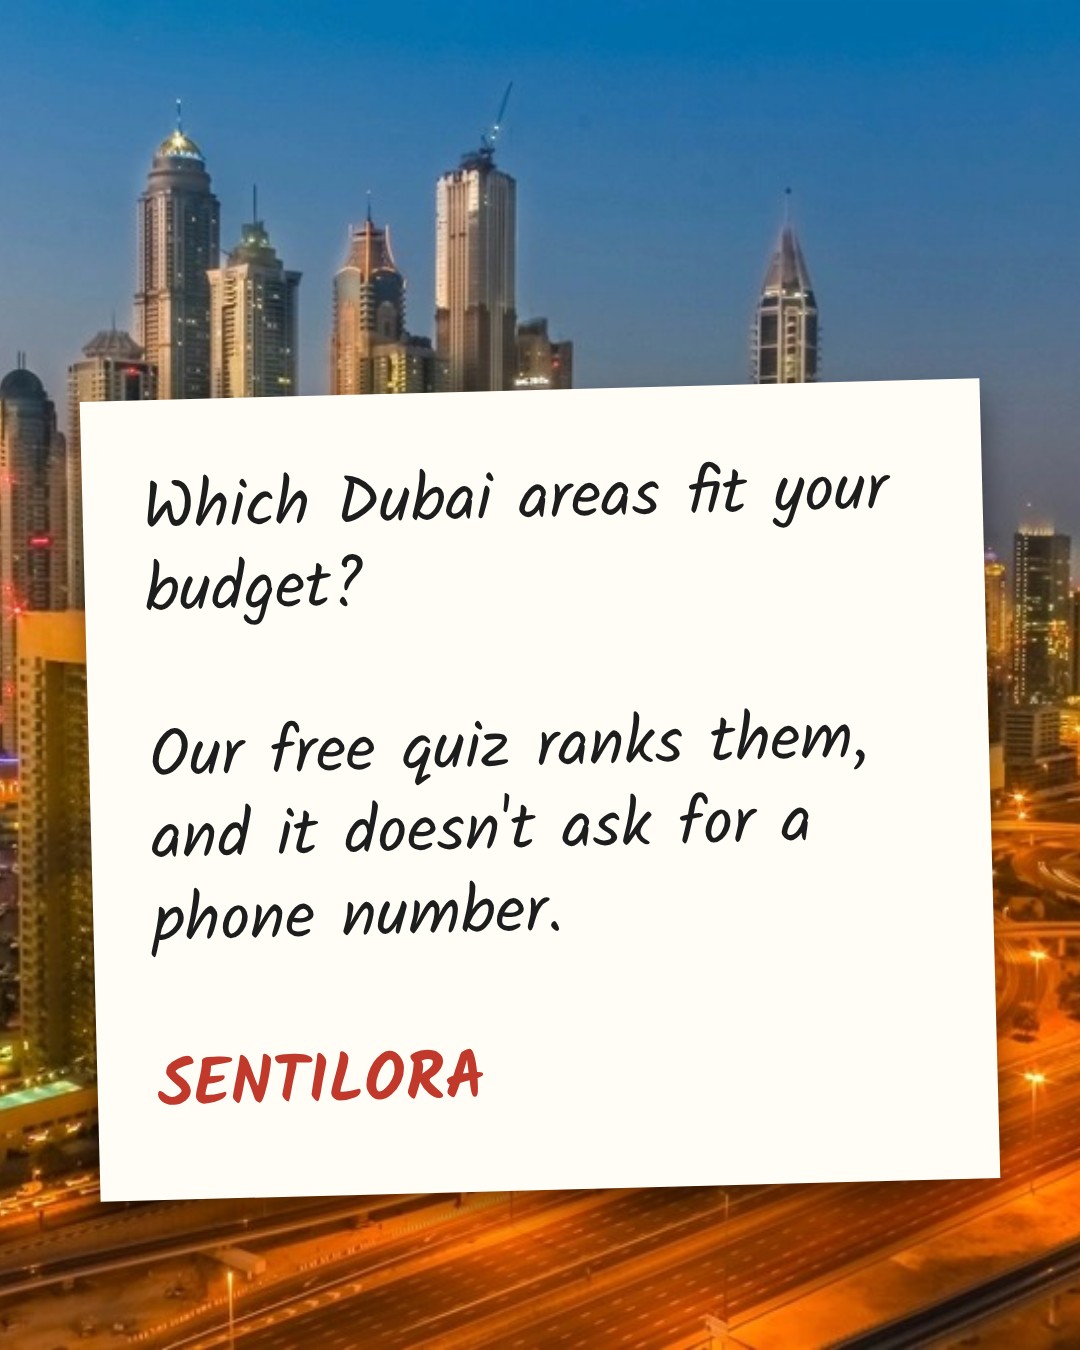 Which Dubai areas fit your
budget?
Our free quiz ranks them,
and it doesn't ask for a
phone number.
SENTILORA